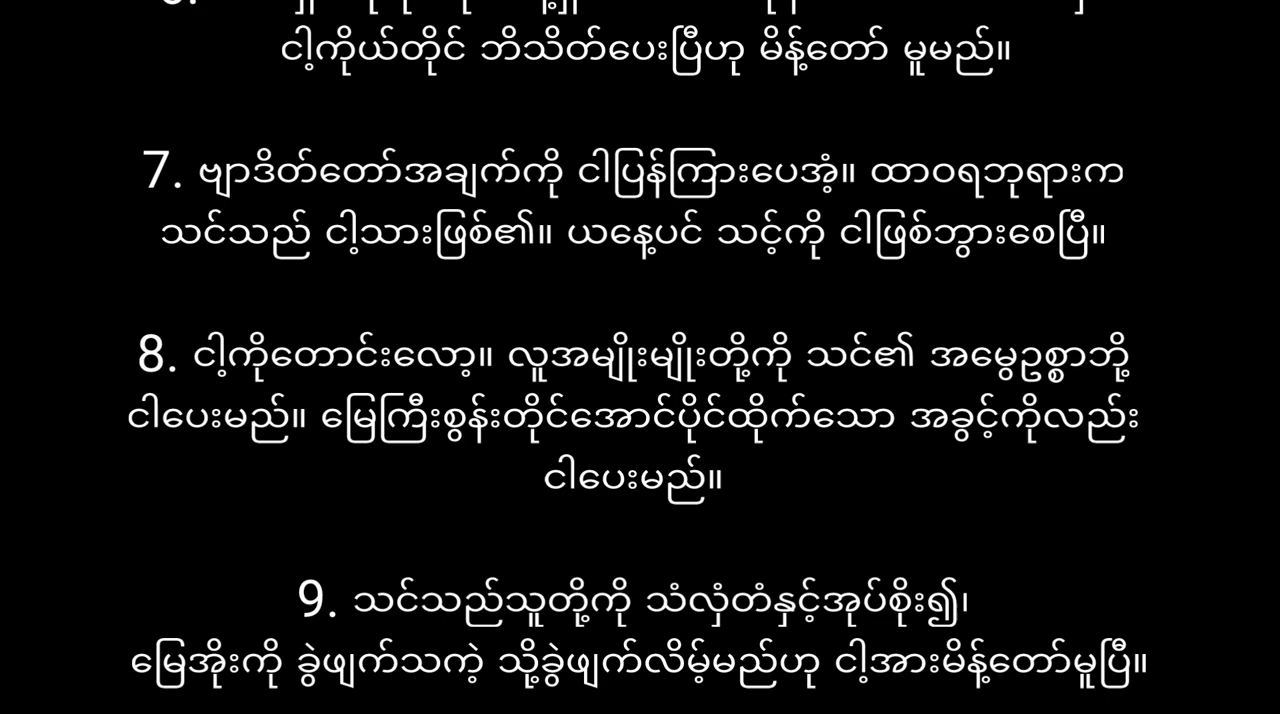 ငါ့ကိုယ်တိုင် ဘိသိတ်ပေးပြီဟု မိန့်တော် မူမည်။
7. ဗျာဒိတ်တော်အချက်ကို ငါပြန်ကြားပေအံ့။ ထာဝရဘုရားက
သင်သည် ငါ့သားဖြစ်၏။ ယနေ့ပင် သင့်ကို ငါဖြစ်ဘွားစေပြီ။
8. ငါ့ကိုတောင်းလော့။ လူအမျိုးမျိုးတို့ကို သင်၏ အမွေဥစ္စာဘို့
ငါပေးမည်။ မြေကြီးစွန်းတိုင်အောင်ပိုင်ထိုက်သော အခွင့်ကိုလည်း
ငါပေးမည်။
9. သင်သည်သူတို့ကို သံလှံတံနှင့်အုပ်စိုး၍၊
မြေအိုးကို ခွဲဖျက်သကဲ့ သို့ခွဲဖျက်လိမ့်မည်ဟု ငါ့အားမိန့်တော်မူပြီ။